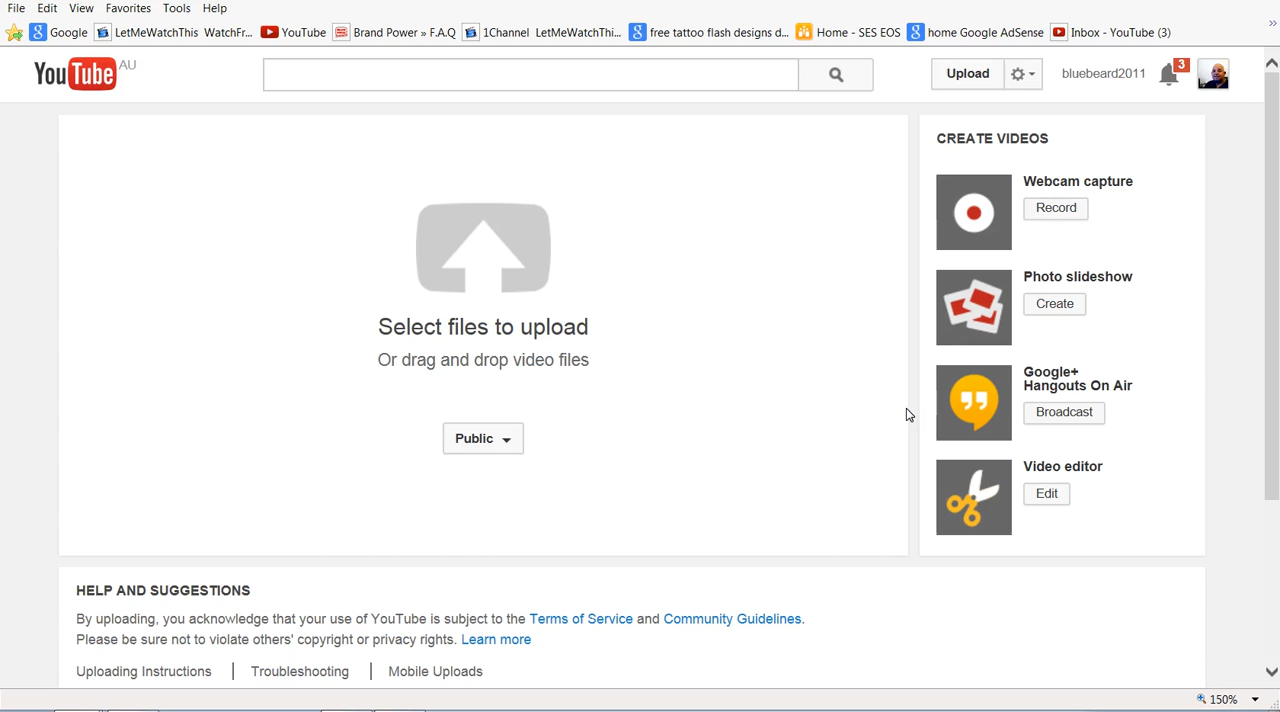 File Edit View Favorites Tools Help
Google LetMeWatchThis WatchFr... YouTube Brand Power » F.A.Q 1Channel LetMeWatchThi... free tattoo flash designs d... Home - SES EOS home Google AdSense Inbox - YouTube (3) »
YouTube AU Upload bluebeard2011 3
CREATE VIDEOS
Webcam capture
Record
Photo slideshow
Create
Google+
Hangouts On Air
Broadcast
Video editor
Edit
Select files to upload
Or drag and drop video files
Public
HELP AND SUGGESTIONS
By uploading, you acknowledge that your use of YouTube is subject to the Terms of Service and Community Guidelines.
Please be sure not to violate others' copyright or privacy rights. Learn more
Uploading Instructions | Troubleshooting | Mobile Uploads
150%